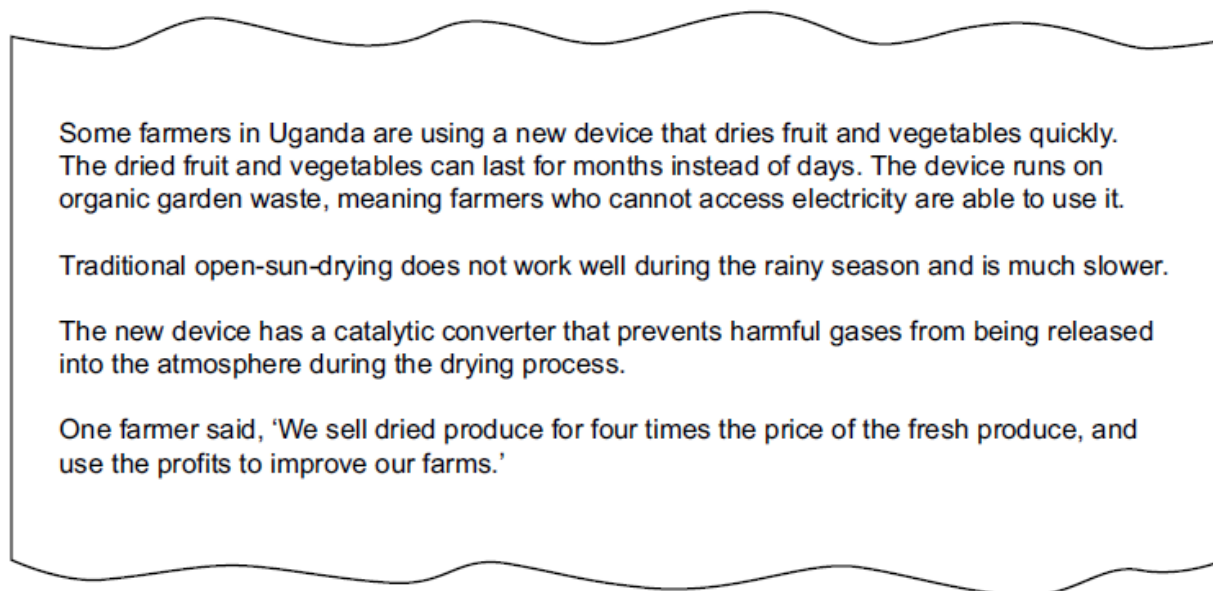 Some farmers in Uganda are using a new device that dries fruit and vegetables quickly.
The dried fruit and vegetables can last for months instead of days. The device runs on
organic garden waste, meaning farmers who cannot access electricity are able to use it.
Traditional open-sun-drying does not work well during the rainy season and is much slower.
The new device has a catalytic converter that prevents harmful gases from being released
into the atmosphere during the drying process.
One farmer said, ‘We sell dried produce for four times the price of the fresh produce, and
use the profits to improve our farms.’